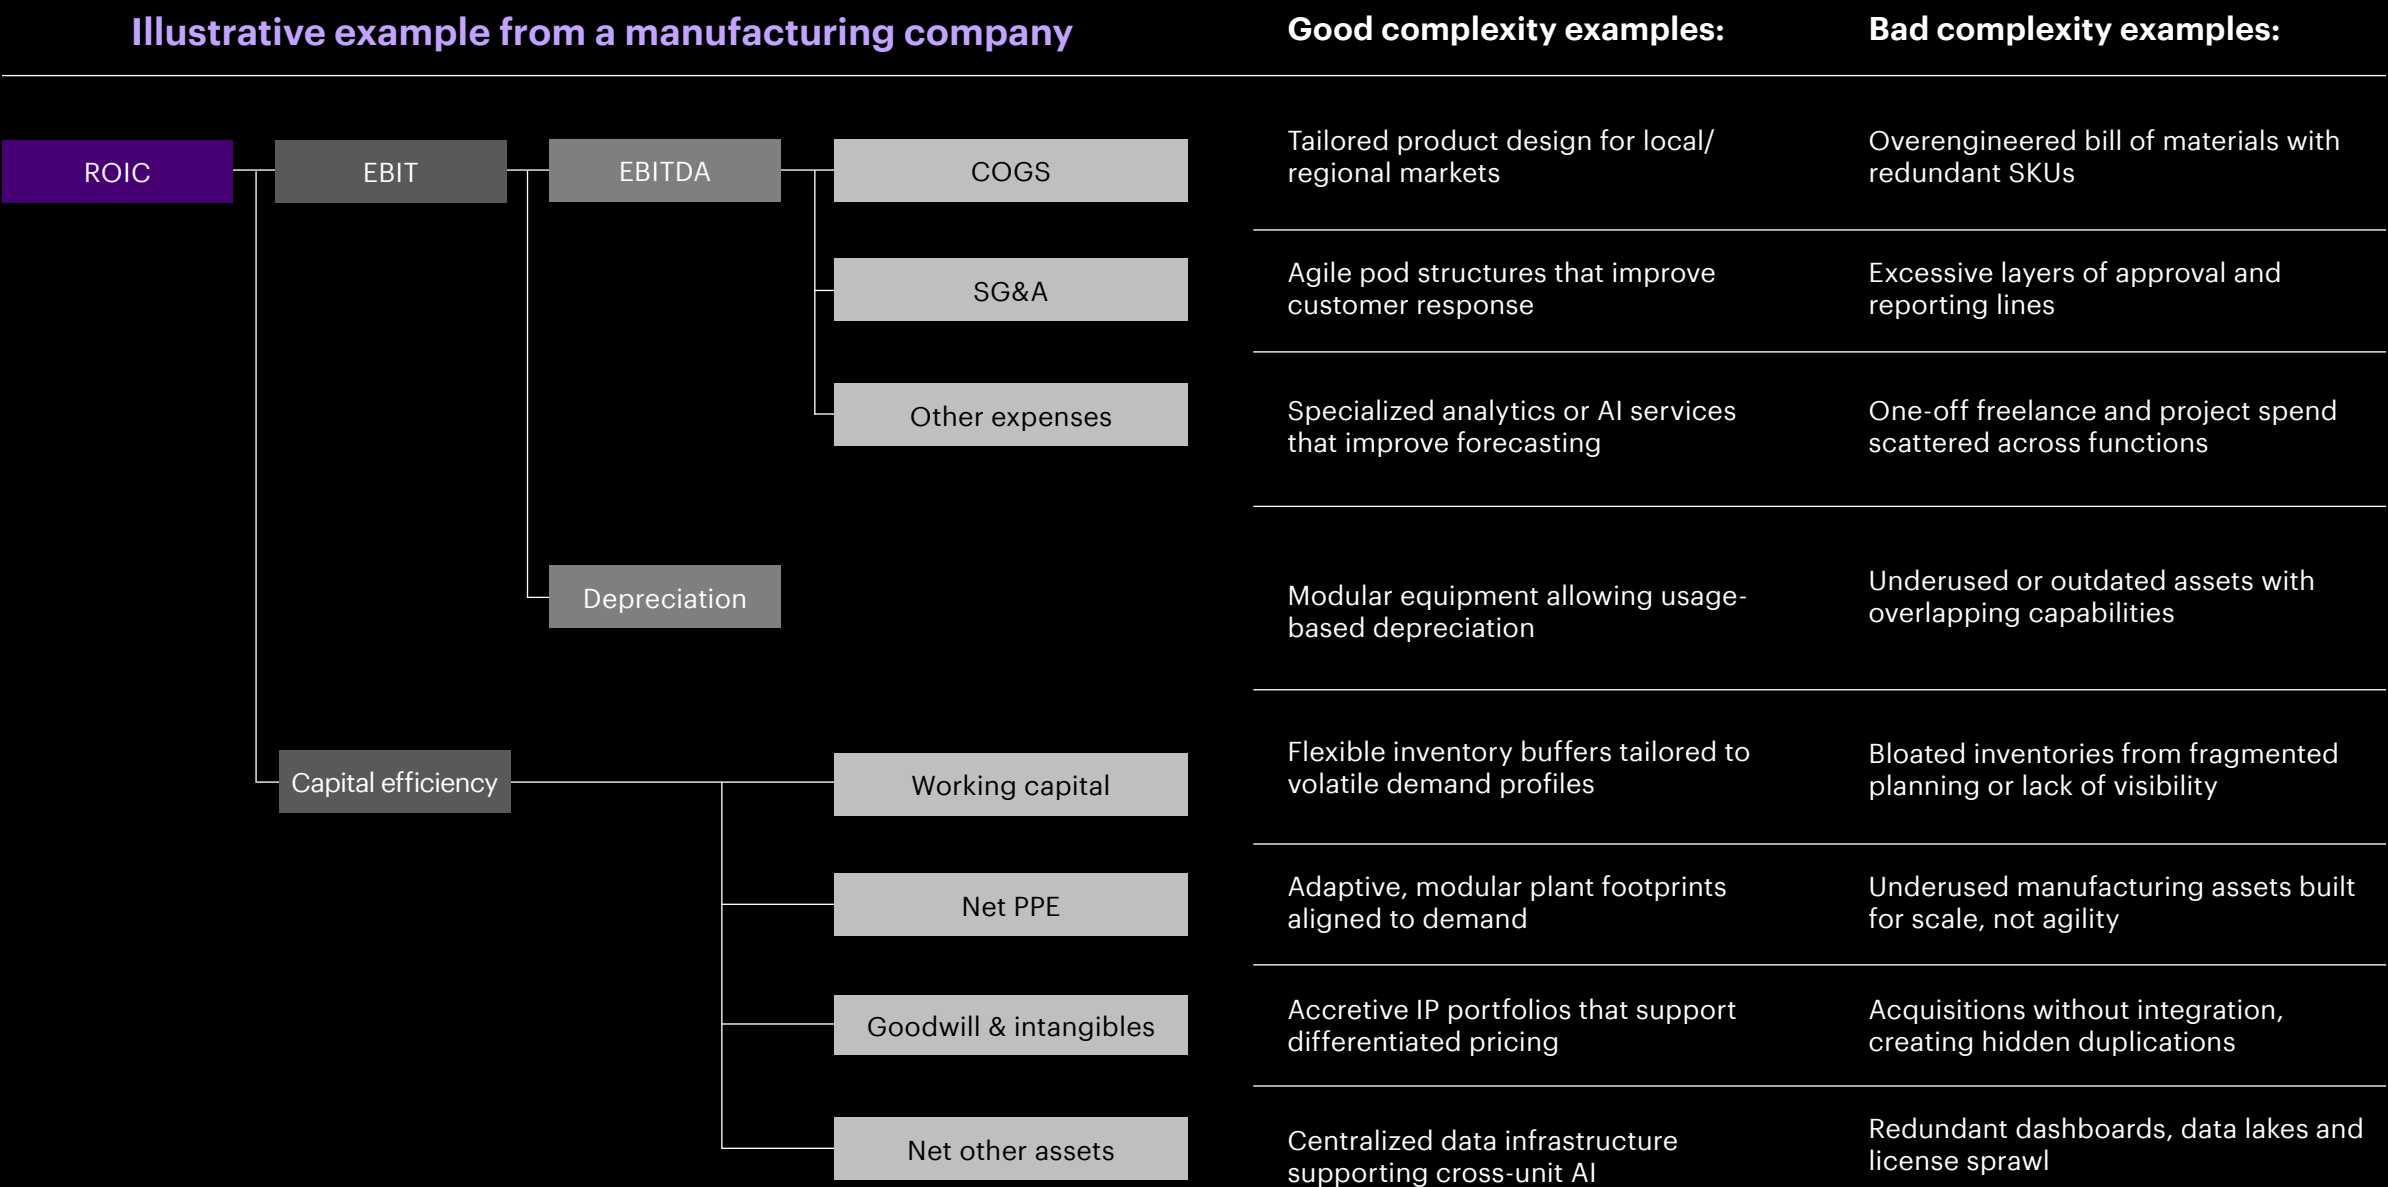 Illustrative example from a manufacturing company
Good complexity examples:
Bad complexity examples:
ROIC
EBIT
EBITDA
COGS
Tailored product design for local/
regional markets
Overengineered bill of materials with
redundant SKUs
SG&A
Agile pod structures that improve
customer response
Excessive layers of approval and
reporting lines
Other expenses
Specialized analytics or AI services
that improve forecasting
One-off freelance and project spend
scattered across functions
Depreciation
Modular equipment allowing usage-
based depreciation
Underused or outdated assets with
overlapping capabilities
Capital efficiency
Working capital
Flexible inventory buffers tailored to
volatile demand profiles
Bloated inventories from fragmented
planning or lack of visibility
Net PPE
Adaptive, modular plant footprints
aligned to demand
Underused manufacturing assets built
for scale, not agility
Goodwill & intangibles
Accretive IP portfolios that support
differentiated pricing
Acquisitions without integration,
creating hidden duplications
Net other assets
Centralized data infrastructure
supporting cross-unit AI
Redundant dashboards, data lakes and
license sprawl